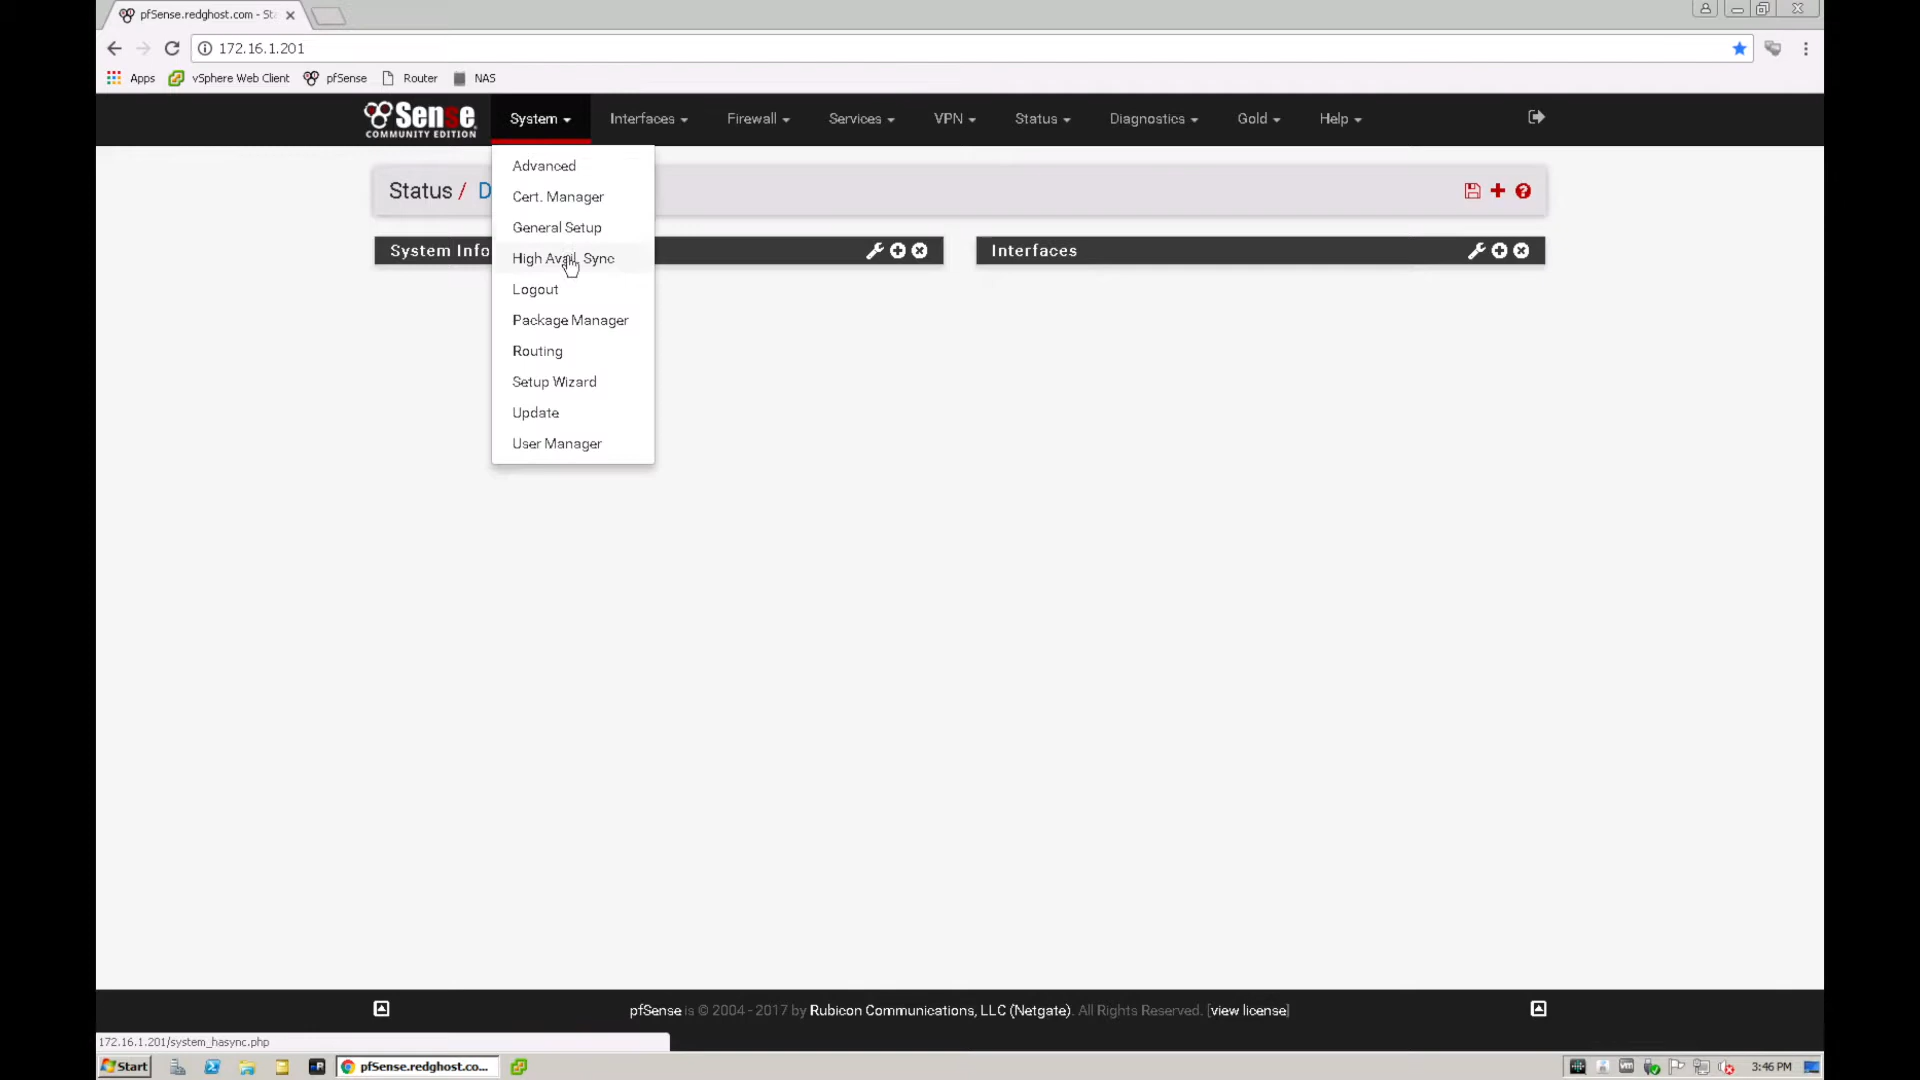 pfSense.redghost.com - St
172.16.1.201
Apps vSphere Web Client pfSense Router NAS
Sense
COMMUNITY EDITION
System Interfaces Firewall Services VPN Status Diagnostics Gold Help
Advanced
Cert. Manager
General Setup
High Avail. Sync
Logout
Package Manager
Routing
Setup Wizard
Update
User Manager
Status / D
System Info
Interfaces
pfSense is © 2004 - 2017 by Rubicon Communications, LLC (Netgate). All Rights Reserved. [view license]
172.16.1.201/system_hasync.php
Start pfSense.redghost.co... 3:46 PM